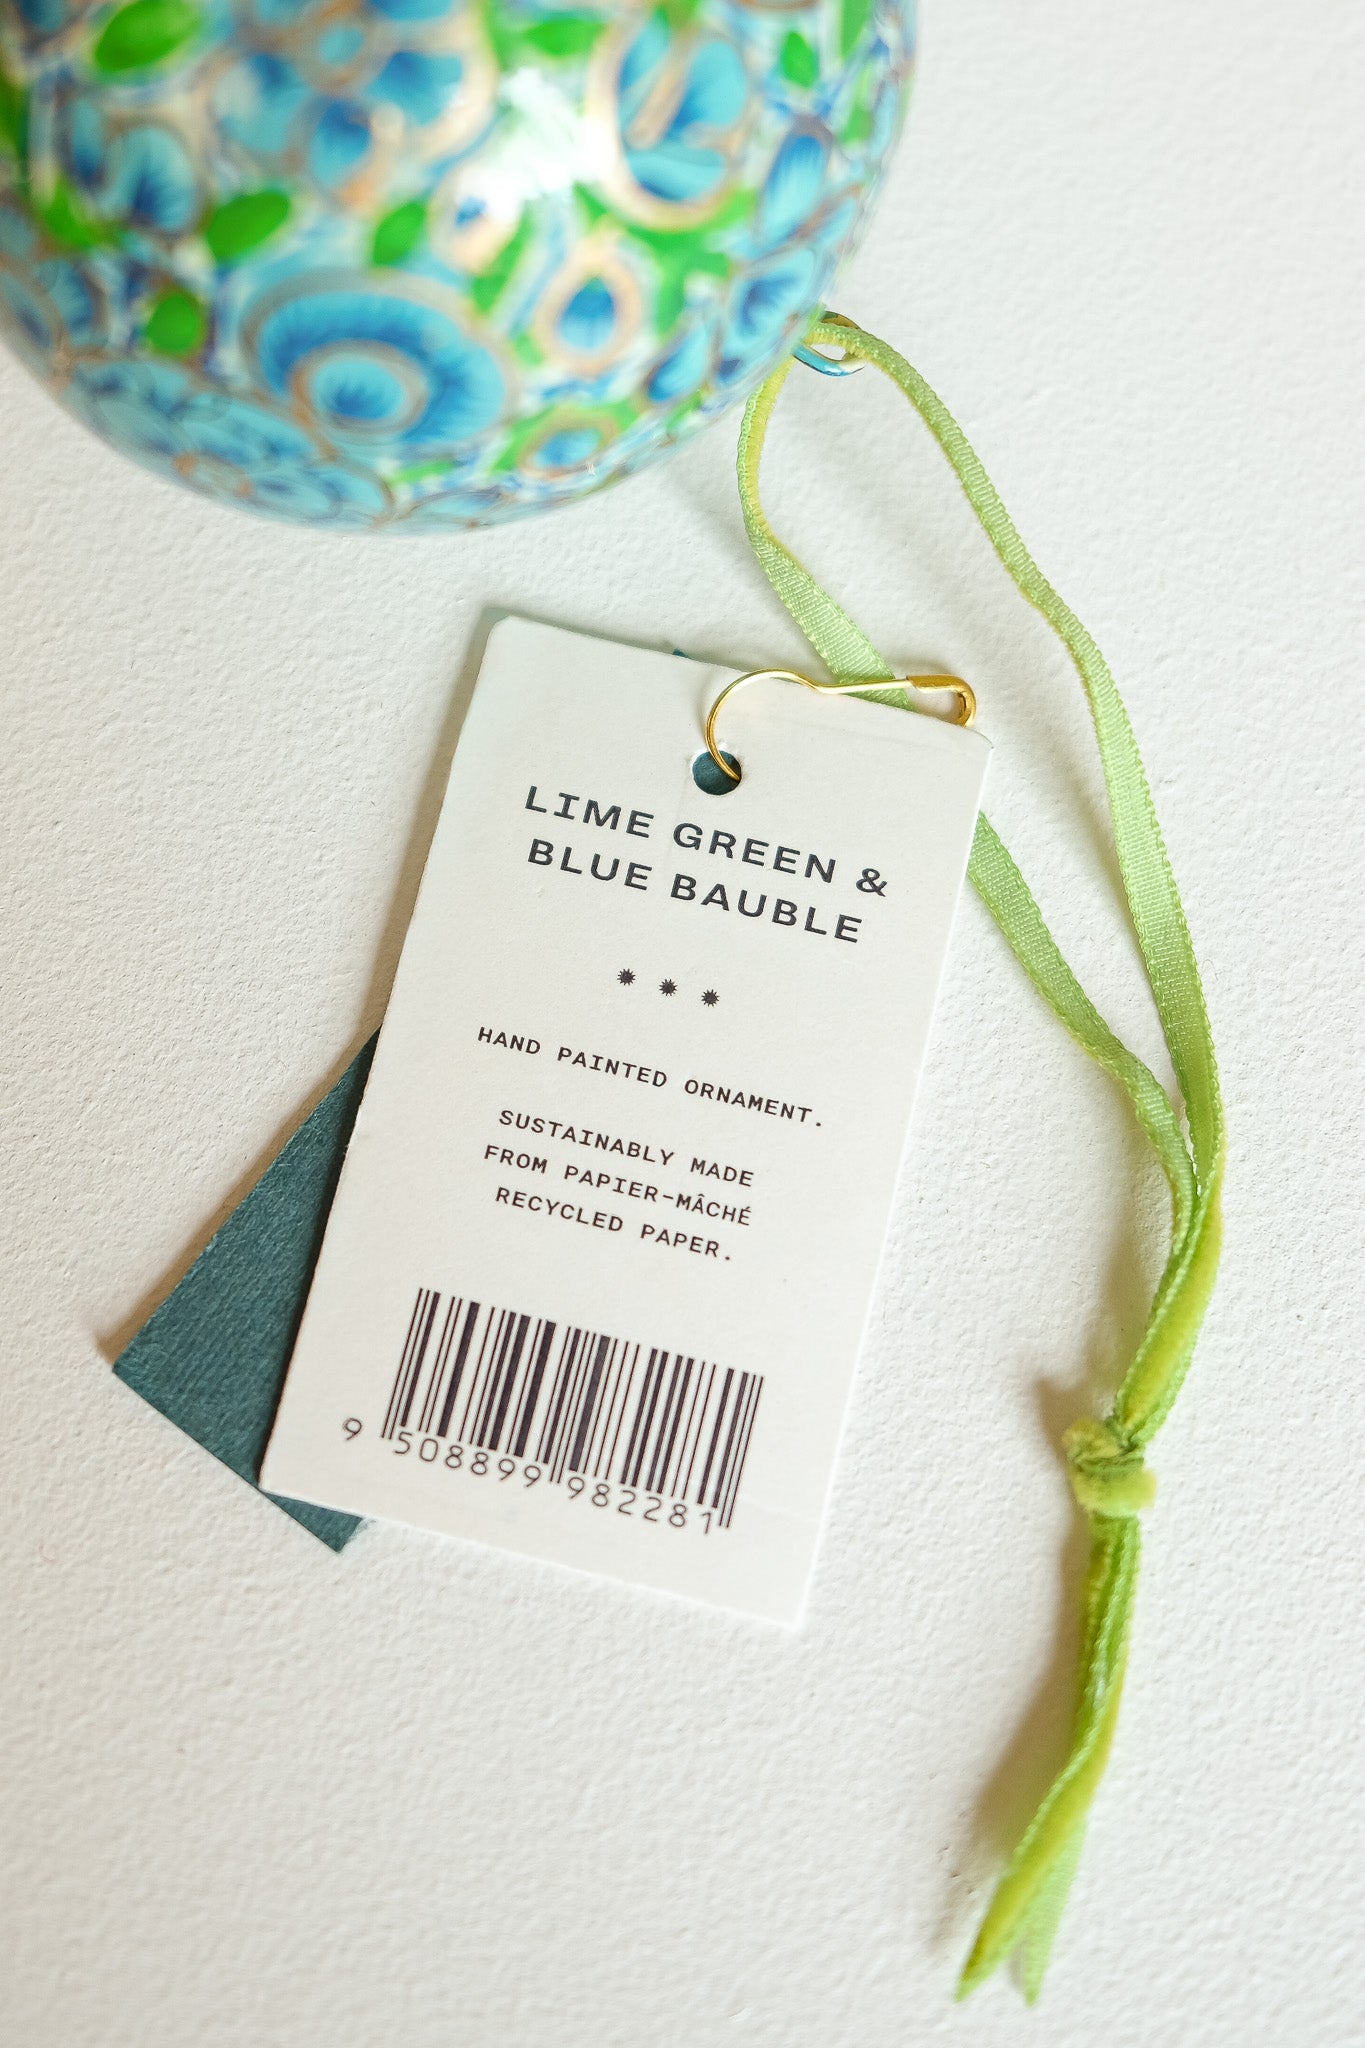 LIME GREEN &
BLUE BAUBLE
HAND PAINTED ORNAMENT.
SUSTAINABLY MADE
FROM PAPIER-MÂCHÉ
RECYCLED PAPER.
9 508899 982281